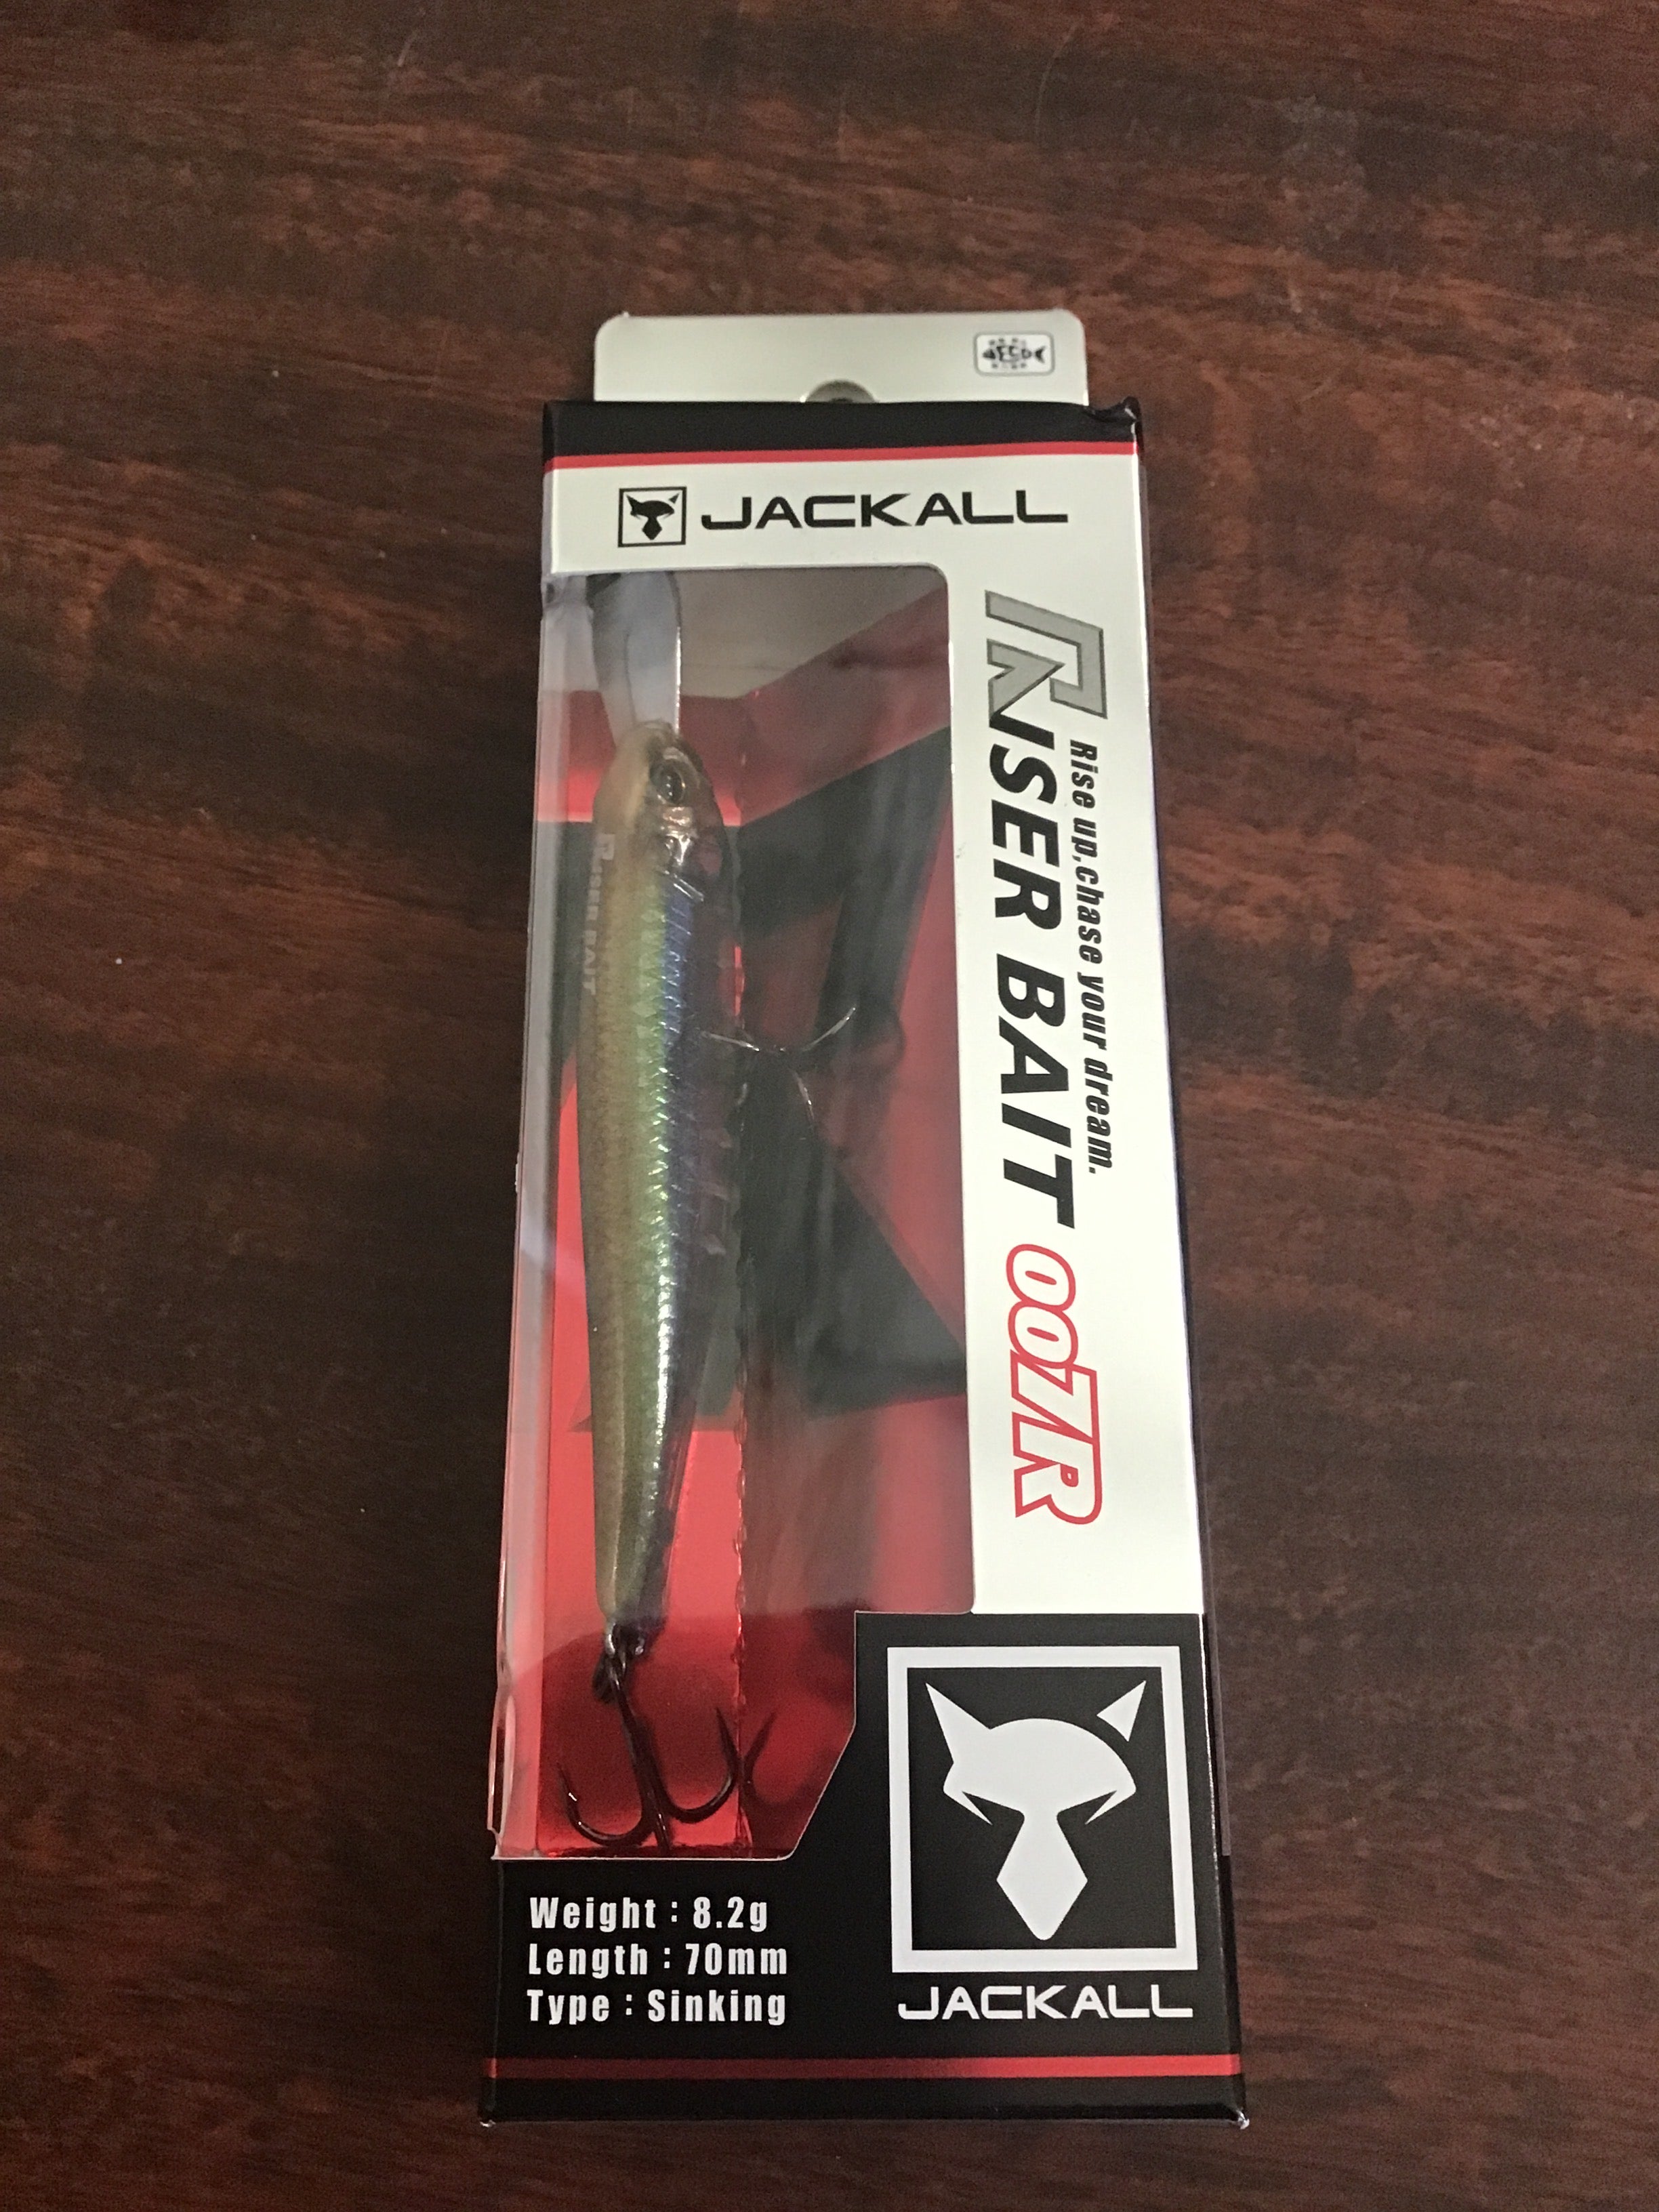 ECO
JACKALL
RISER BAIT 007R
Rise up, chase your dream.
RISER BAIT
Weight : 8.2g
Length : 70mm
Type : Sinking
JACKALL